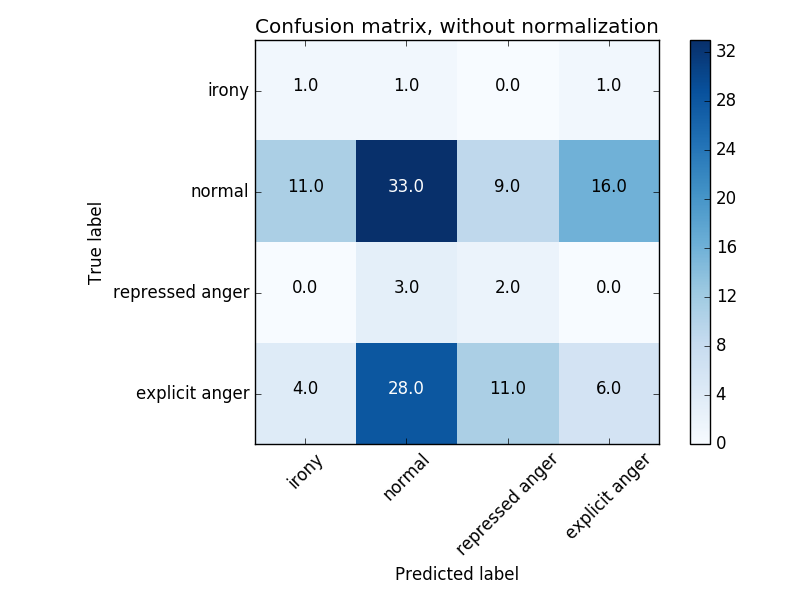 Confusion matrix, without normalization
irony 1.0 1.0 0.0 1.0
normal 11.0 33.0 9.0 16.0
repressed anger 0.0 3.0 2.0 0.0
explicit anger 4.0 28.0 11.0 6.0
True label
irony normal repressed anger explicit anger
Predicted label
32
28
24
20
16
12
8
4
0